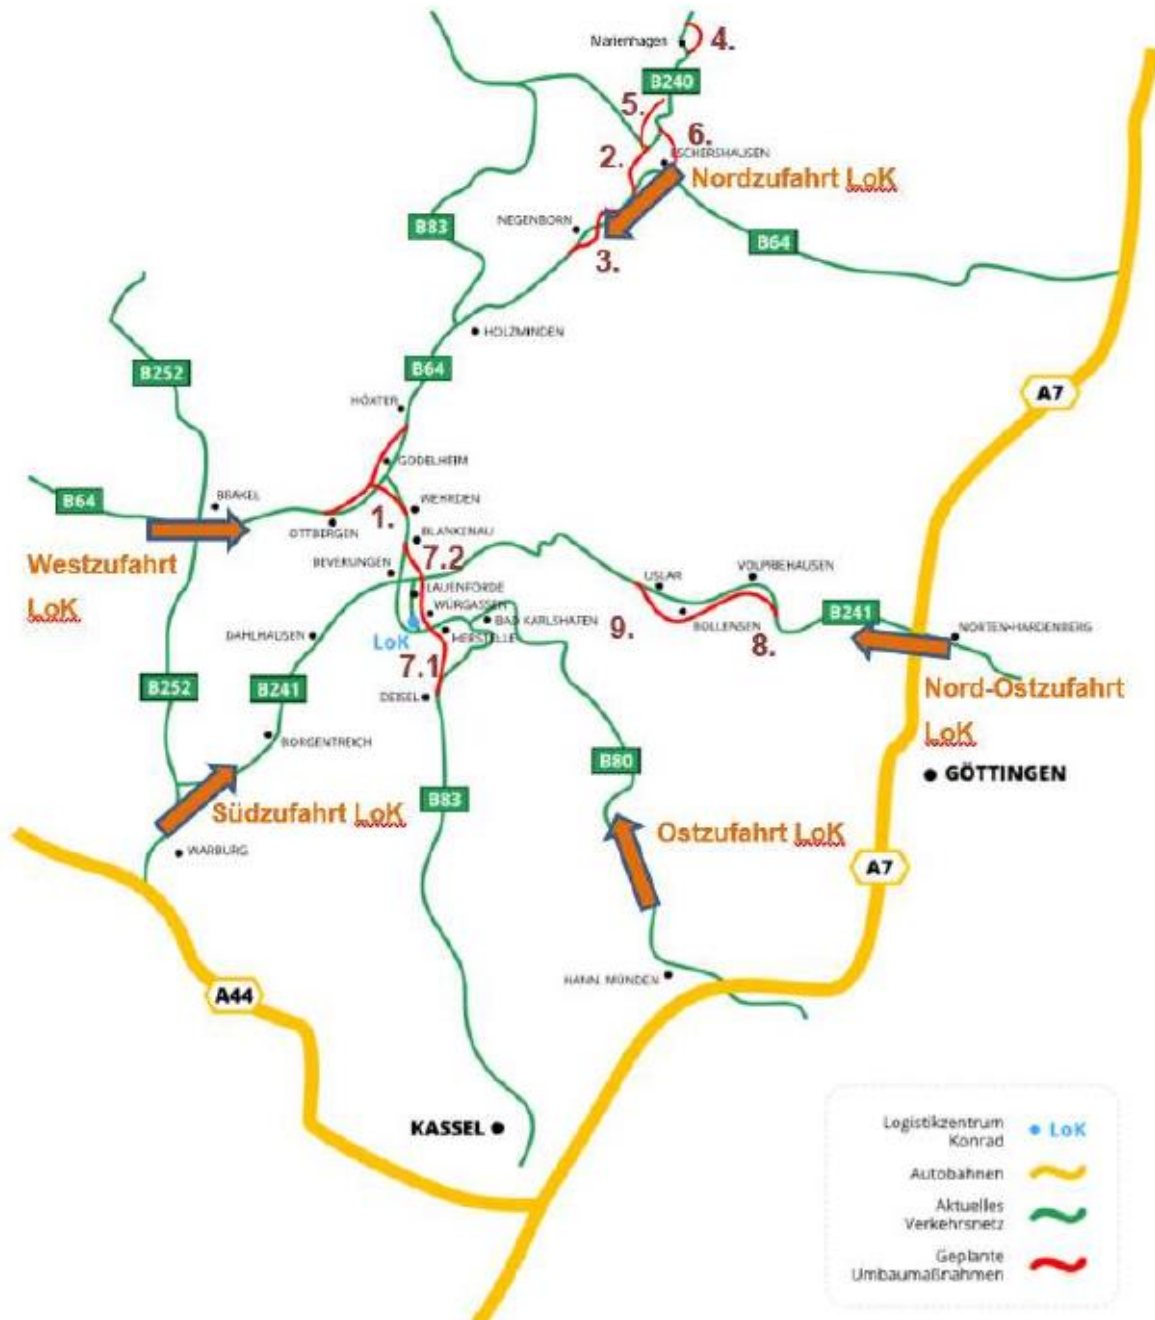 Marienhagen
4.
B240
5.
6.
2.
ESCHERSHAUSEN
Nordzufahrt LoK
NEGENBORN
B83
B64
3.
HOLZMINDEN
B252
B64
A7
HÖXTER
GODELHEIM
B64
BRAKEL
WEHRDEN
1.
OTTBERGEN
BLANKENAU
Westzufahrt
LoK
BEVERUNGEN
7.2
VOLPRIEHAUSEN
USLAR
LAUENFÖRDE
WÜRGASSEN
BOLLENSEN
B241
BAD KARLSHAFEN
9.
8.
NORTEN-HARDENBERG
DAHLHAUSEN
LoK
HERSTELLE
7.1
B252
B241
DEISEL
Nord-Ostzufahrt
LoK
BORGENTREICH
B80
GÖTTINGEN
B83
Südzufahrt LoK
Ostzufahrt LoK
WARBURG
A7
HANN. MÜNDEN
A44
KASSEL
Logistikzentrum
Konrad
LoK
Autobahnen
Aktuelles
Verkehrsnetz
Geplante
Umbaumaßnahmen